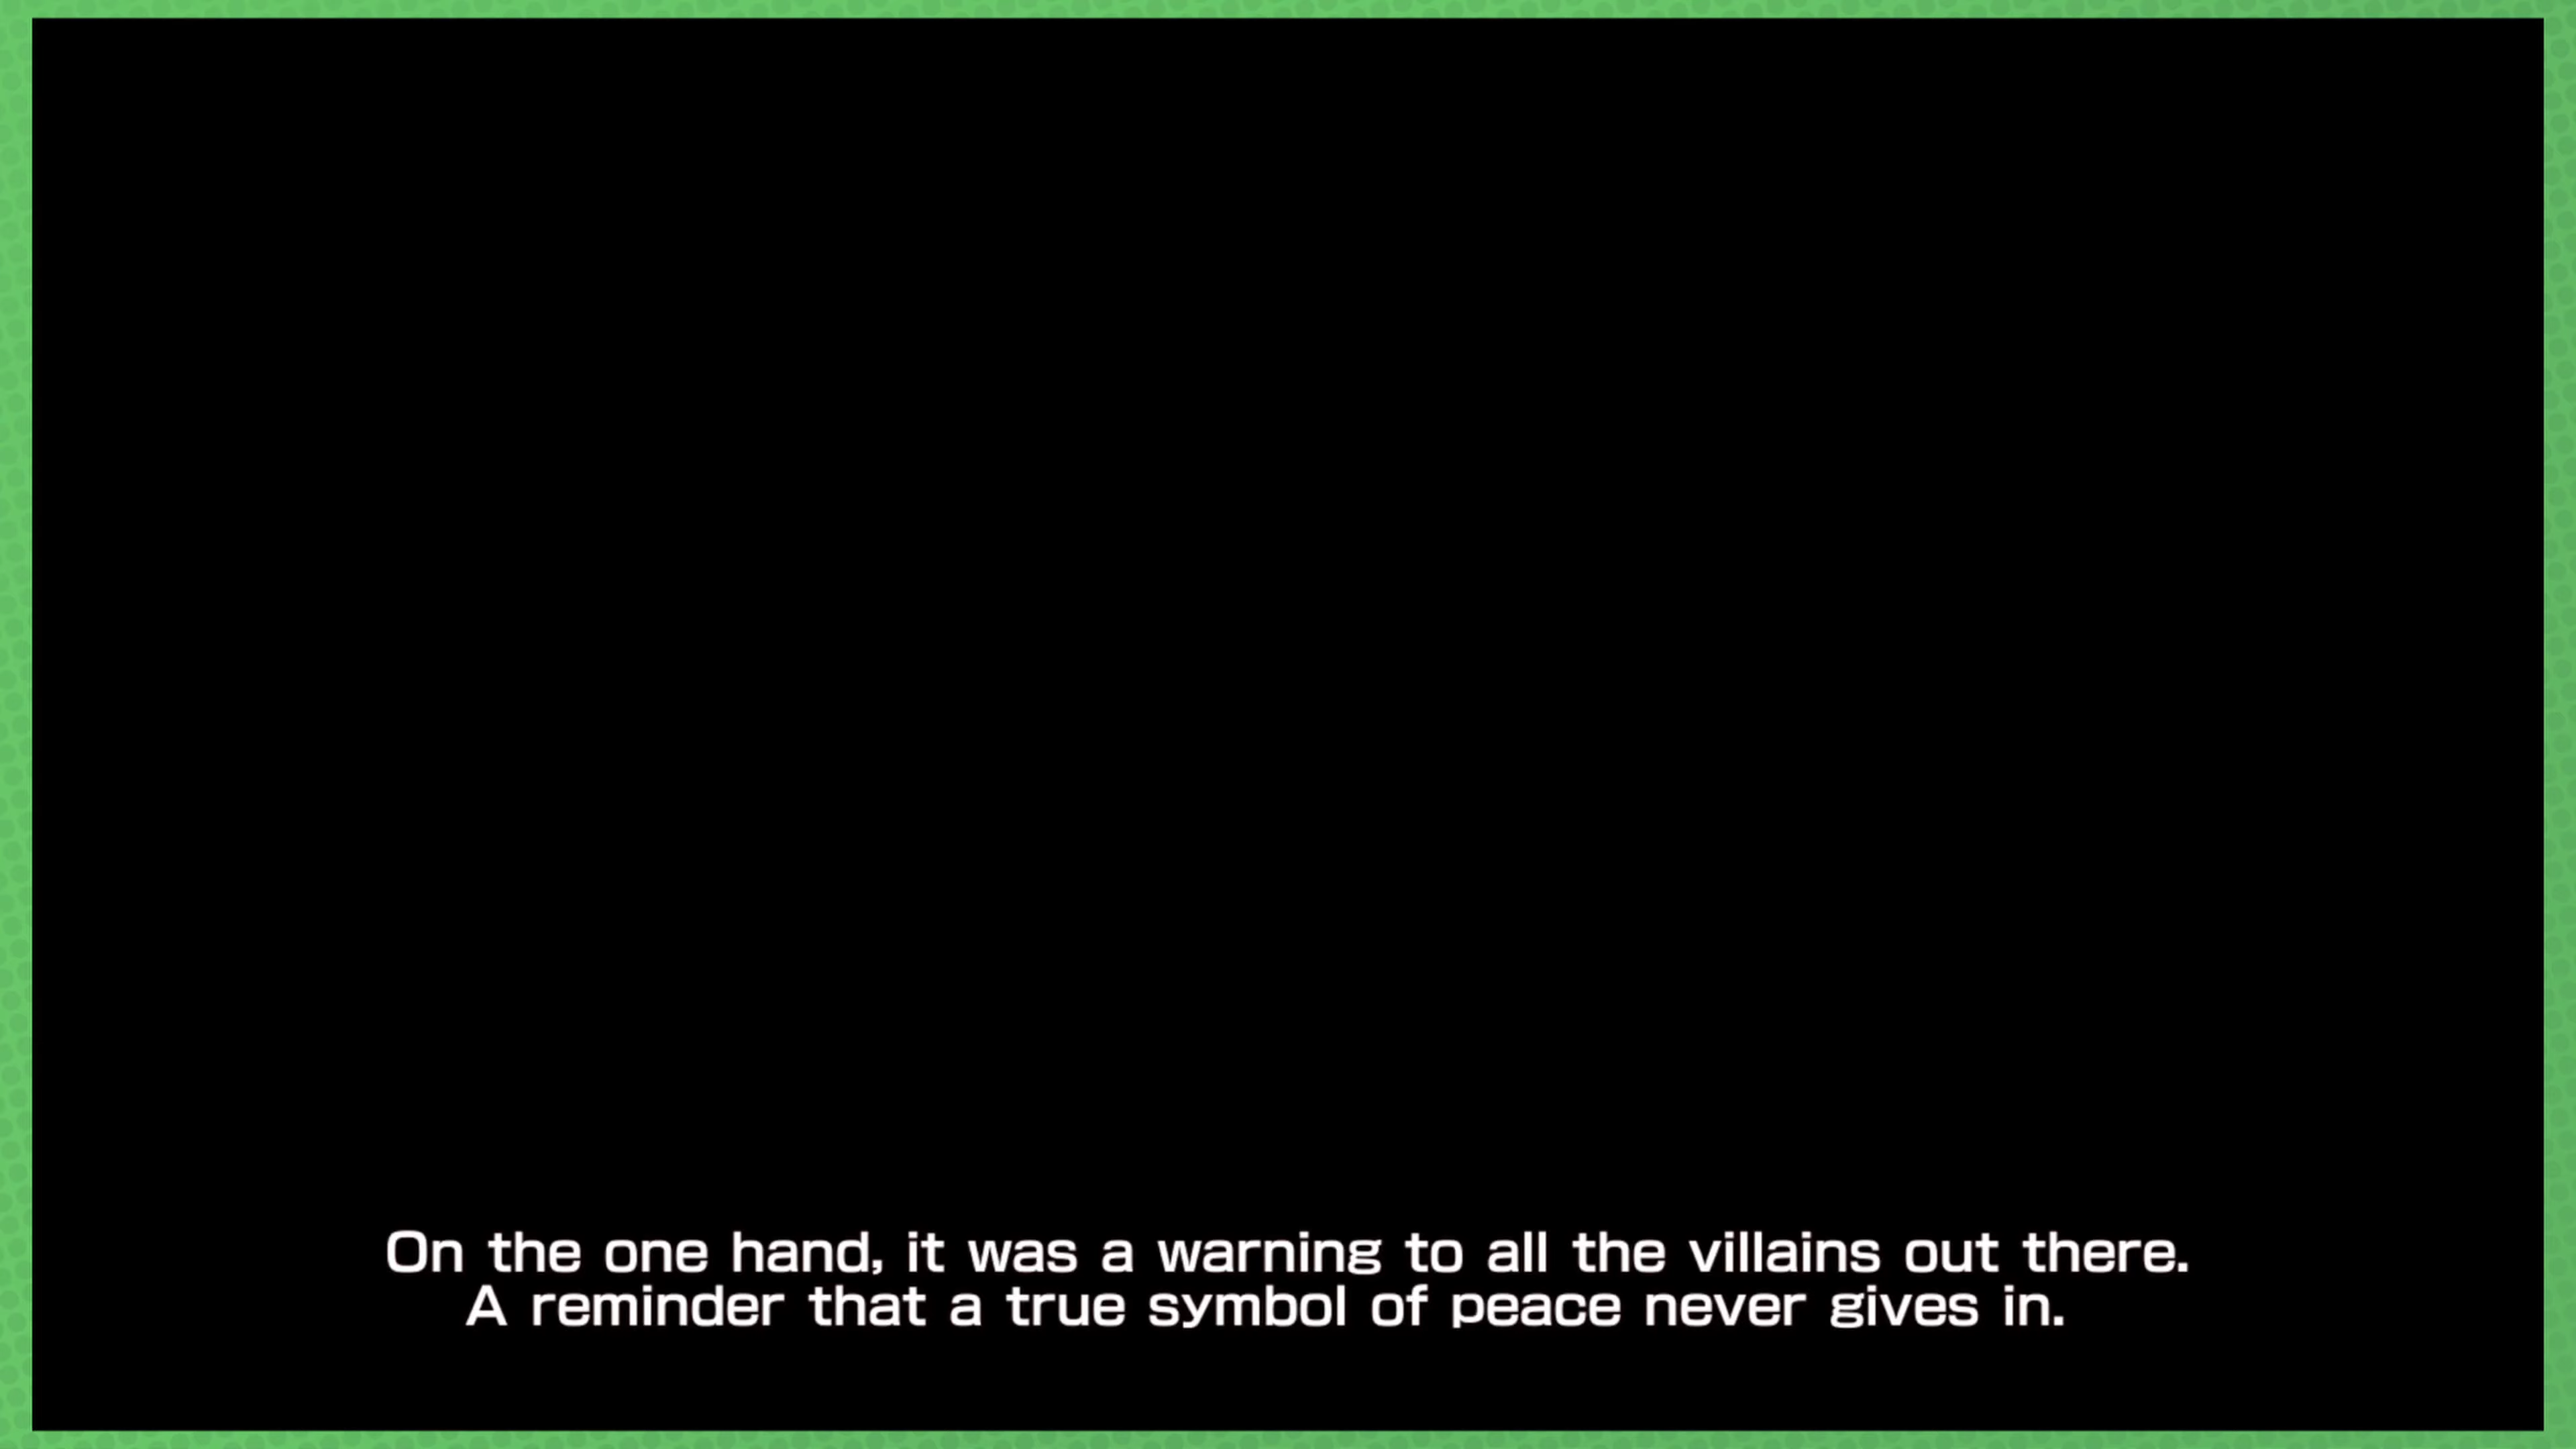 On the one hand, it was a warning to all the villains out there.
A reminder that a true symbol of peace never gives in.